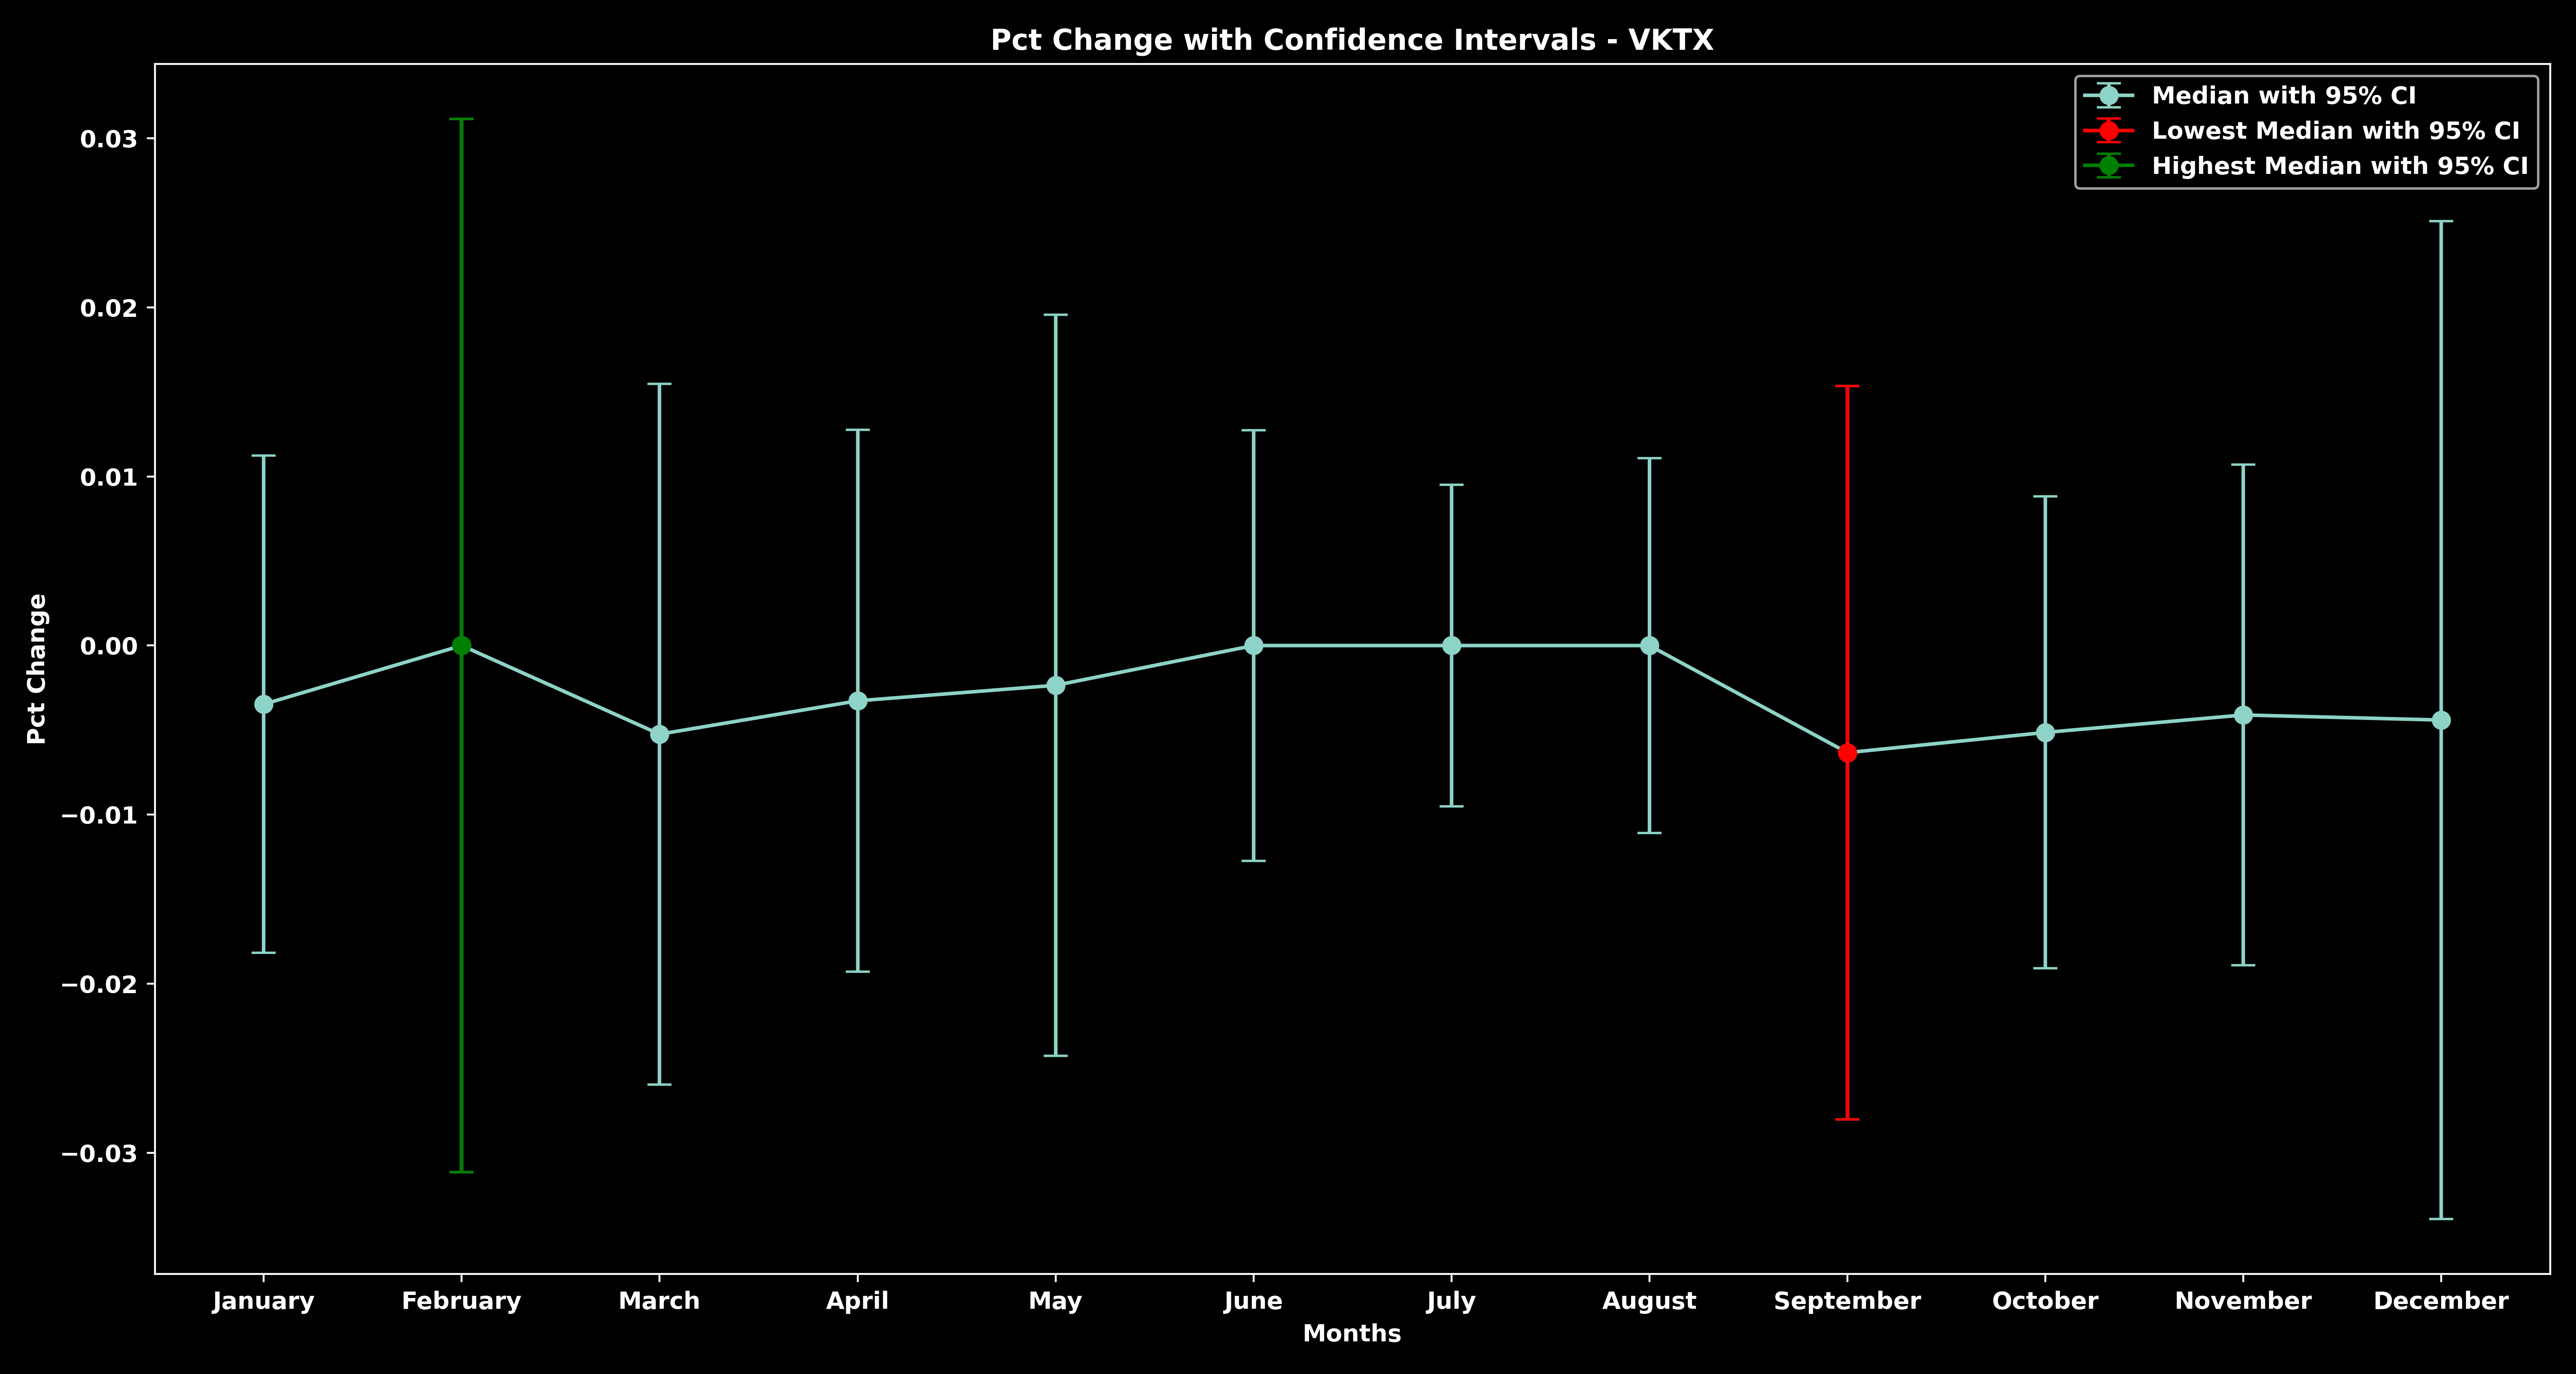 Pct Change with Confidence Intervals - VKTX
Median with 95% CI
Lowest Median with 95% CI
Highest Median with 95% CI
0.03
0.02
0.01
0.00
−0.01
−0.02
−0.03
Pct Change
January February March April May June July August September October November December
Months